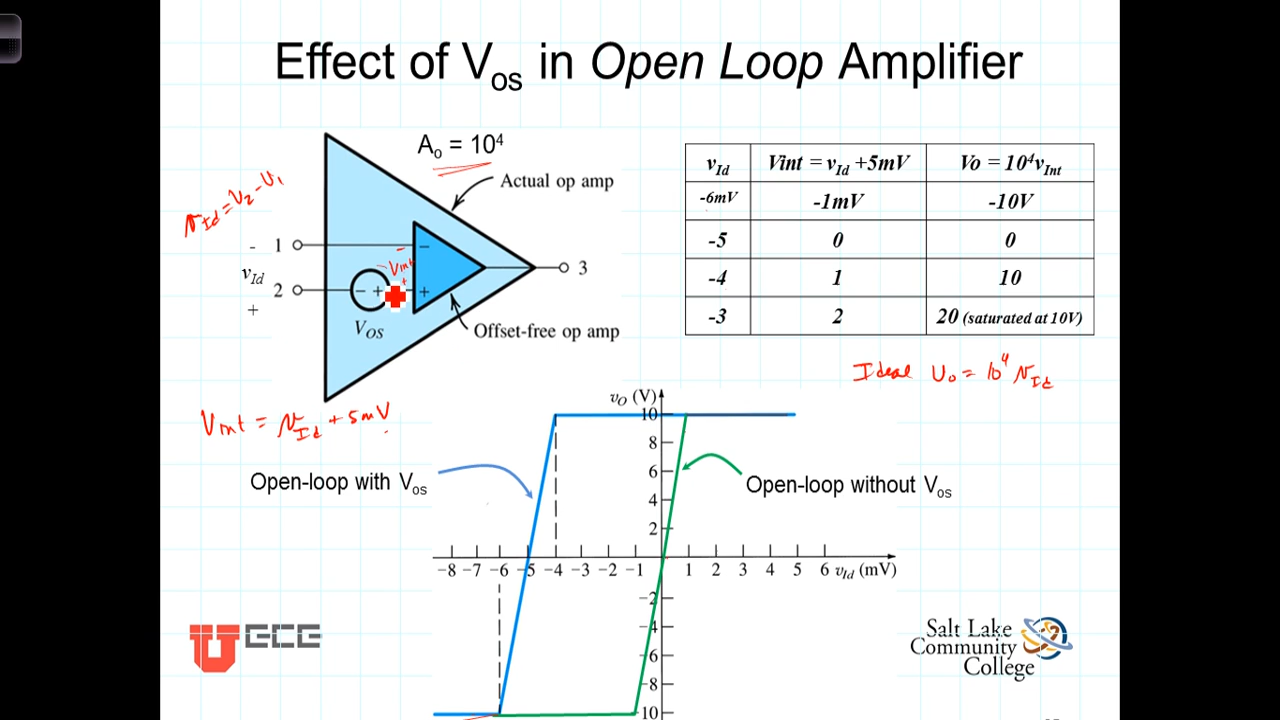 Effect of Vos in Open Loop Amplifier
Ao = 10⁴
Actual op amp
vId = v2 - v1
- 1
3
vId
2
+
Vint
- +
-
+
VOS
Offset-free op amp
Vint = vId + 5mV
vId Vint = vId +5mV Vo = 10⁴vInt
-6mV -1mV -10V
-5 0 0
-4 1 10
-3 2 20 (saturated at 10V)
Ideal vo = 10⁴ vId
vO (V)
10
8
6
4
2
-2
-4
-6
-8
10
−8 −7 −6 −5 −4 −3 −2 −1 1 2 3 4 5 6 vId (mV)
Open-loop with Vos
Open-loop without Vos
U ECE
Salt Lake
Community
College